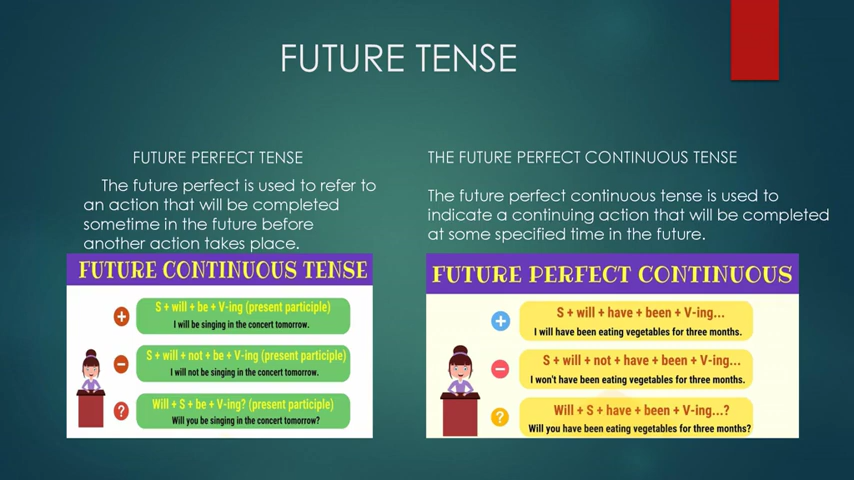 FUTURE TENSE
FUTURE PERFECT TENSE
The future perfect is used to refer to
an action that will be completed
sometime in the future before
another action takes place.
FUTURE CONTINUOUS TENSE
+
S + will + be + V-ing (present participle)
I will be singing in the concert tomorrow.
-
S + will + not + be + V-ing (present participle)
I will not be singing in the concert tomorrow.
?
Will + S + be + V-ing? (present participle)
Will you be singing in the concert tomorrow?
THE FUTURE PERFECT CONTINUOUS TENSE
The future perfect continuous tense is used to
indicate a continuing action that will be completed
at some specified time in the future.
FUTURE PERFECT CONTINUOUS
+
S + will + have + been + V-ing...
I will have been eating vegetables for three months.
-
S + will + not + have + been + V-ing...
I won't have been eating vegetables for three months.
?
Will + S + have + been + V-ing...?
Will you have been eating vegetables for three months?